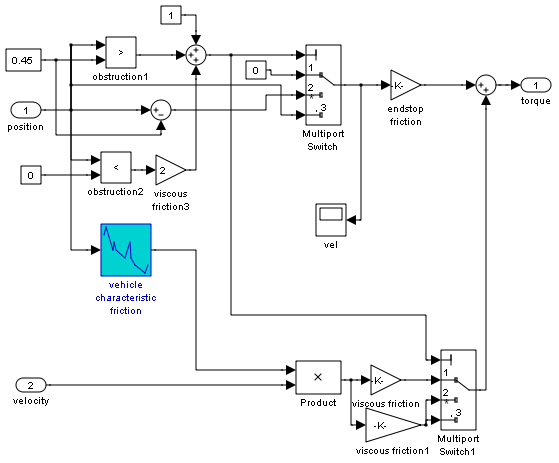 1
0.45
>
obstruction1
+
+
+
0
1
2
*, 3
Multiport
Switch
-K-
endstop
friction
+
+
1
torque
1
position
+
−
0
<
obstruction2
2
viscous
friction3
vel
vehicle
characteristic
friction
2
velocity
×
Product
-K-
viscous friction
-K-
viscous friction1
1
2
*, 3
Multiport
Switch1